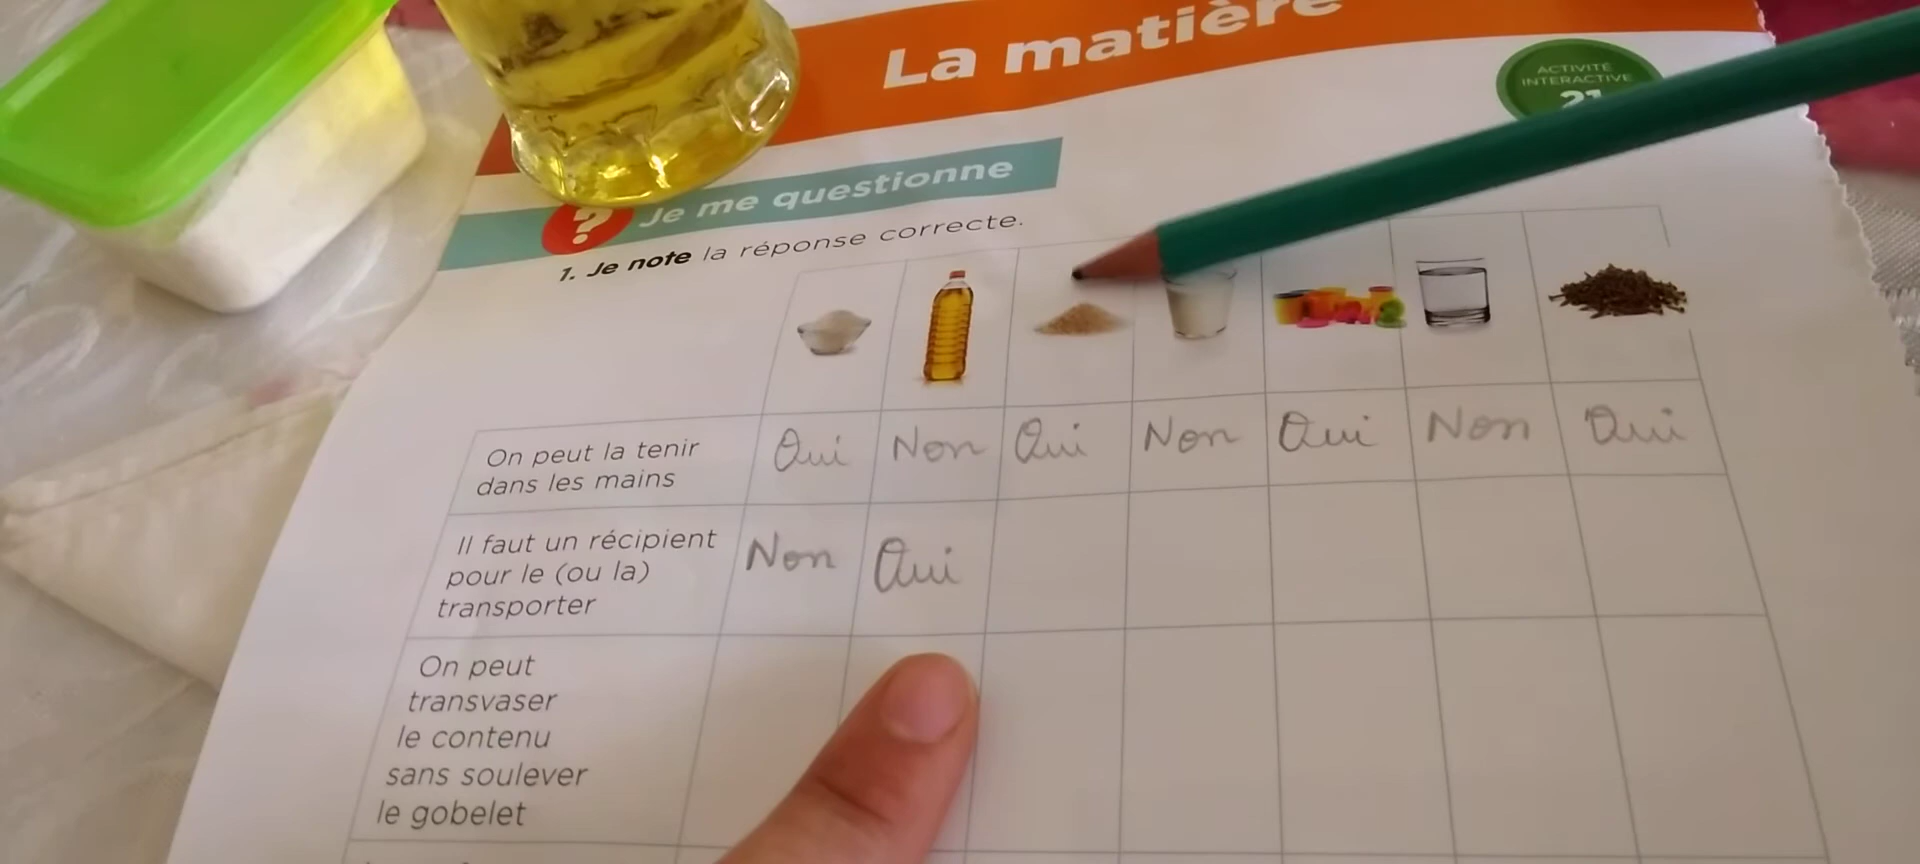 La matière
ACTIVITÉ
INTERACTIVE
21
? Je me questionne
1. Je note la réponse correcte.
On peut la tenir
dans les mains
Oui Non Oui Non Oui Non Oui
Il faut un récipient
pour le (ou la)
transporter
Non Oui
On peut
transvaser
le contenu
sans soulever
le gobelet